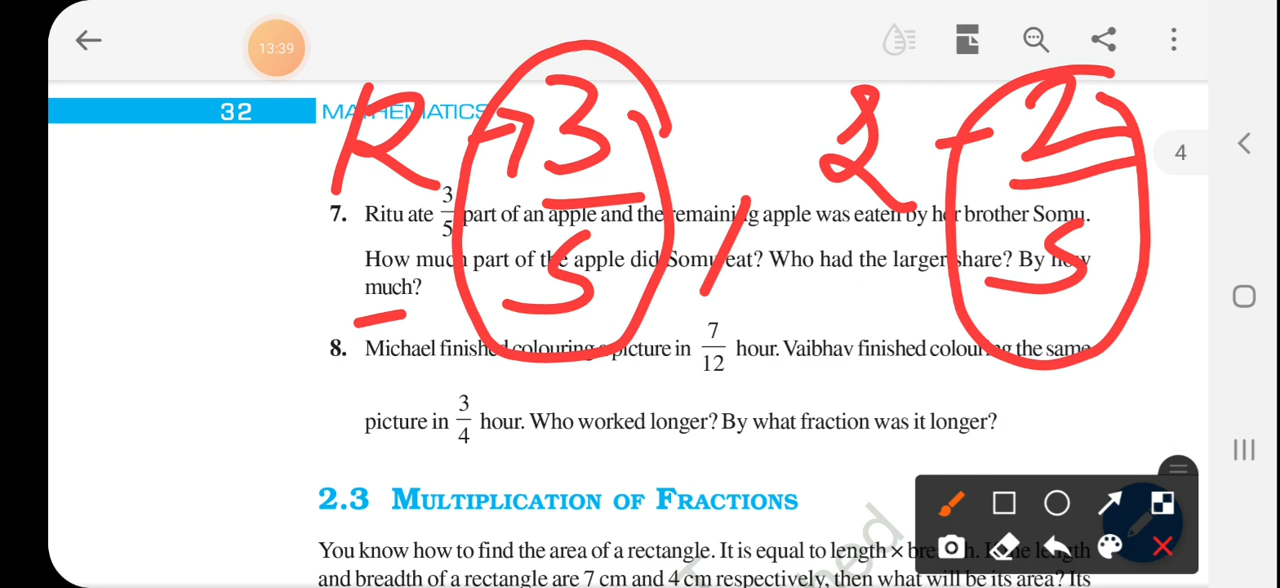 13:39
32 MATHEMATICS
4
R - 3/5 , S - 2/5
7. Ritu ate 3/5 part of an apple and the remaining apple was eaten by her brother Somu.
How much part of the apple did Somu eat? Who had the larger share? By how
much?
8. Michael finished colouring a picture in 7/12 hour. Vaibhav finished colouring the same
picture in 3/4 hour. Who worked longer? By what fraction was it longer?
2.3 MULTIPLICATION OF FRACTIONS
You know how to find the area of a rectangle. It is equal to length × breadth. If the length
and breadth of a rectangle are 7 cm and 4 cm respectively, then what will be its area? Its